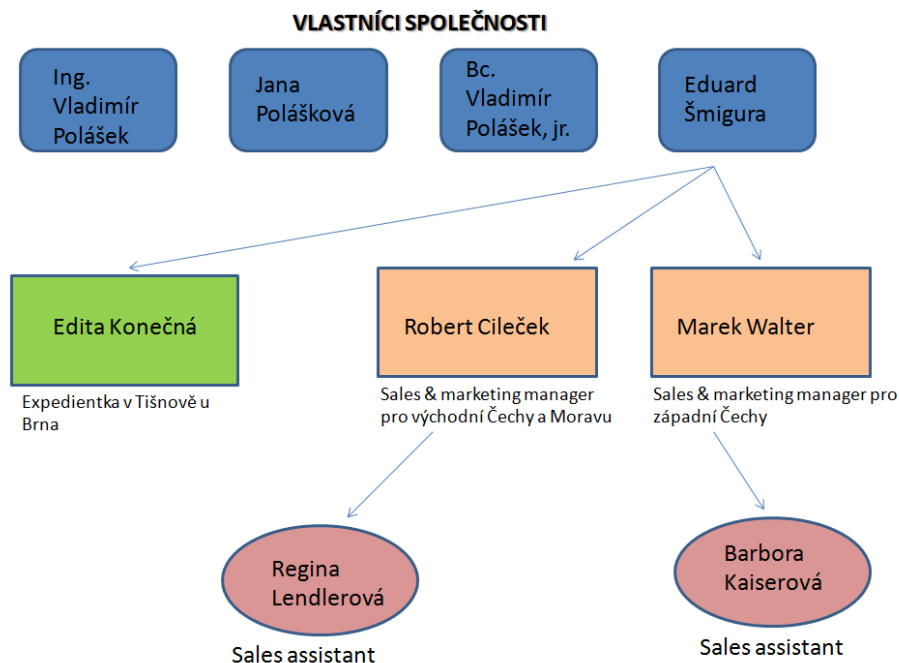 VLASTNÍCI SPOLEČNOSTI
Ing.
Vladimír
Polášek
Jana
Polášková
Bc.
Vladimír
Polášek, jr.
Eduard
Šmigura
Edita Konečná
Robert Cileček
Marek Walter
Expedientka v Tišnově u
Brna
Sales & marketing manager
pro východní Čechy a Moravu
Sales & marketing manager pro
západní Čechy
Regina
Lendlerová
Barbora
Kaiserová
Sales assistant
Sales assistant